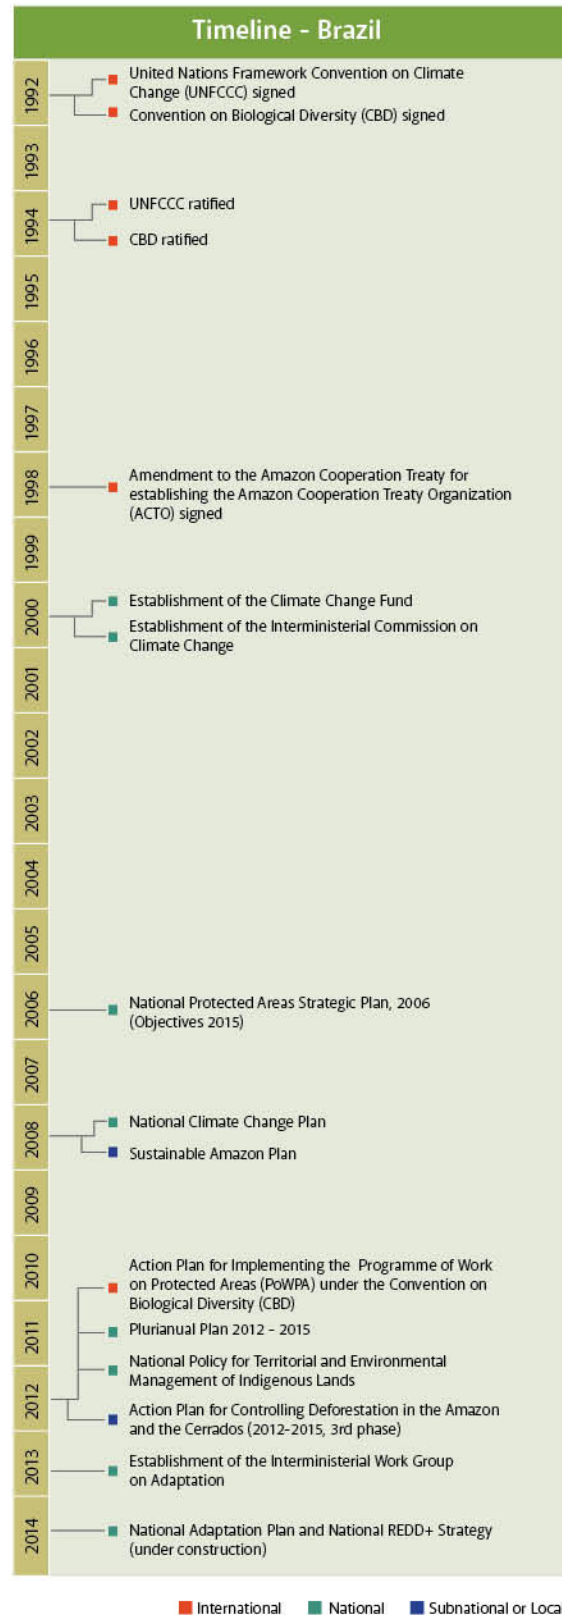 Timeline - Brazil
1992
United Nations Framework Convention on Climate
Change (UNFCCC) signed
Convention on Biological Diversity (CBD) signed
1993
1994
UNFCCC ratified
CBD ratified
1995
1996
1997
1998
Amendment to the Amazon Cooperation Treaty for
establishing the Amazon Cooperation Treaty Organization
(ACTO) signed
1999
2000
Establishment of the Climate Change Fund
Establishment of the Interministerial Commission on
Climate Change
2001
2002
2003
2004
2005
2006
National Protected Areas Strategic Plan, 2006
(Objectives 2015)
2007
2008
National Climate Change Plan
Sustainable Amazon Plan
2009
2010
Action Plan for Implementing the Programme of Work
on Protected Areas (PoWPA) under the Convention on
Biological Diversity (CBD)
2011
Plurianual Plan 2012 - 2015
National Policy for Territorial and Environmental
Management of Indigenous Lands
2012
Action Plan for Controlling Deforestation in the Amazon
and the Cerrados (2012-2015, 3rd phase)
2013
Establishment of the Interministerial Work Group
on Adaptation
2014
National Adaptation Plan and National REDD+ Strategy
(under construction)
International National Subnational or Loca